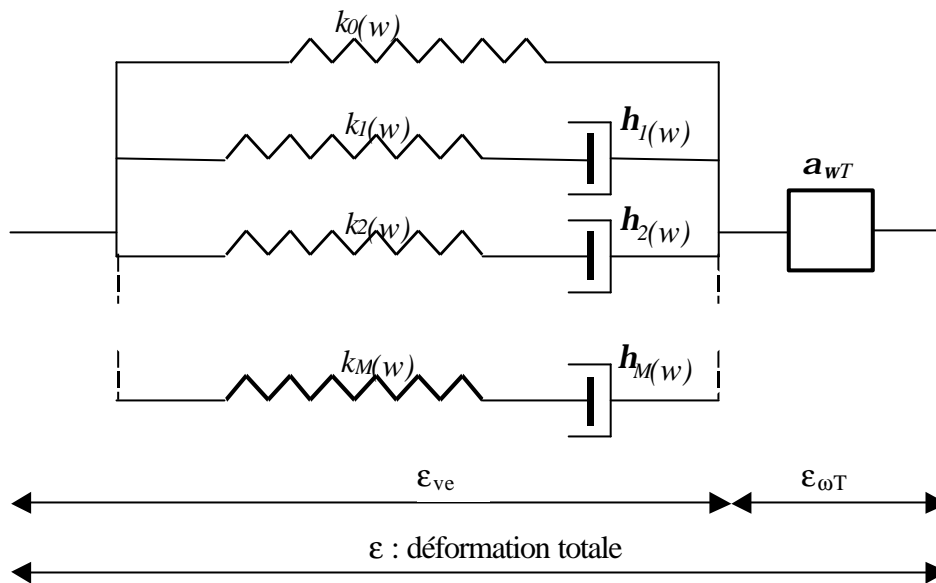 k0(w)
k1(w) h1(w)
awT
k2(w) h2(w)
kM(w) hM(w)
εve εωT
ε : déformation totale